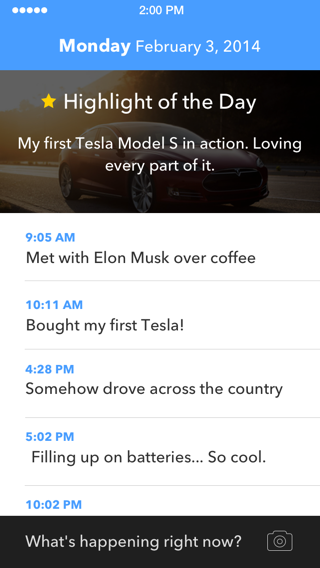 2:00 PM
Monday February 3, 2014
Highlight of the Day
My first Tesla Model S in action. Loving
every part of it.
9:05 AM
Met with Elon Musk over coffee
10:11 AM
Bought my first Tesla!
4:28 PM
Somehow drove across the country
5:02 PM
Filling up on batteries... So cool.
10:02 PM
What's happening right now?